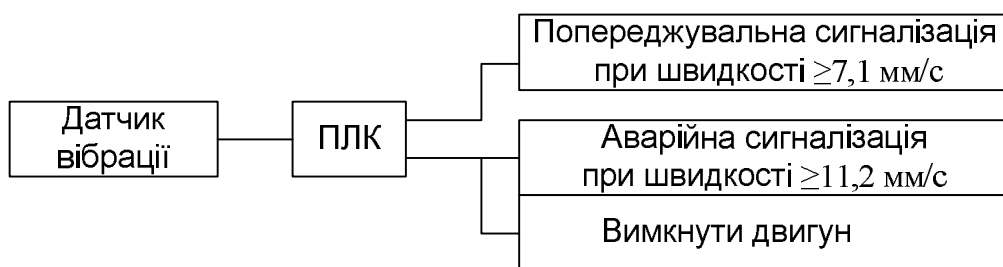 Попереджувальна сигналізація
при швидкості ≥7,1 мм/с
Датчик
вібрації
ПЛК
Аварійна сигналізація
при швидкості ≥11,2 мм/с
Вимкнути двигун